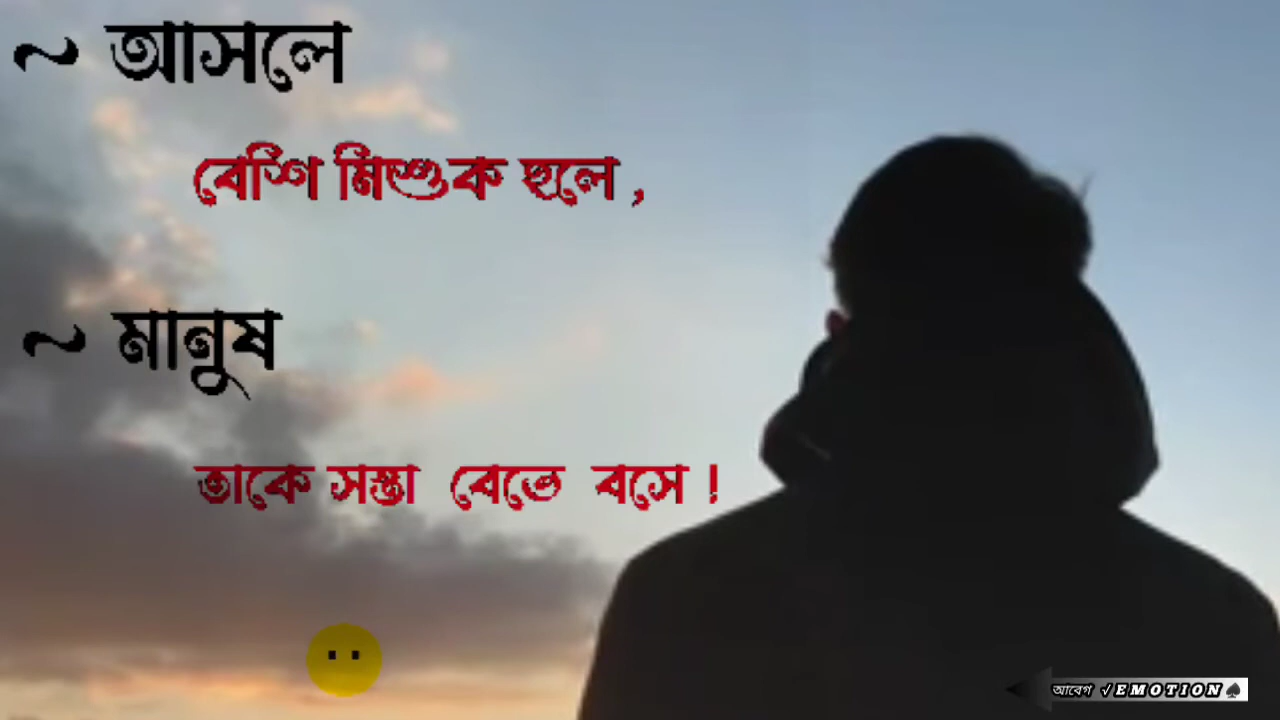 ~ আসলে
বেশি মিশুক হলে ,
~ মানুষ
তাকে সস্তা বেভে বসে !
আবেগ √EMOTION♠